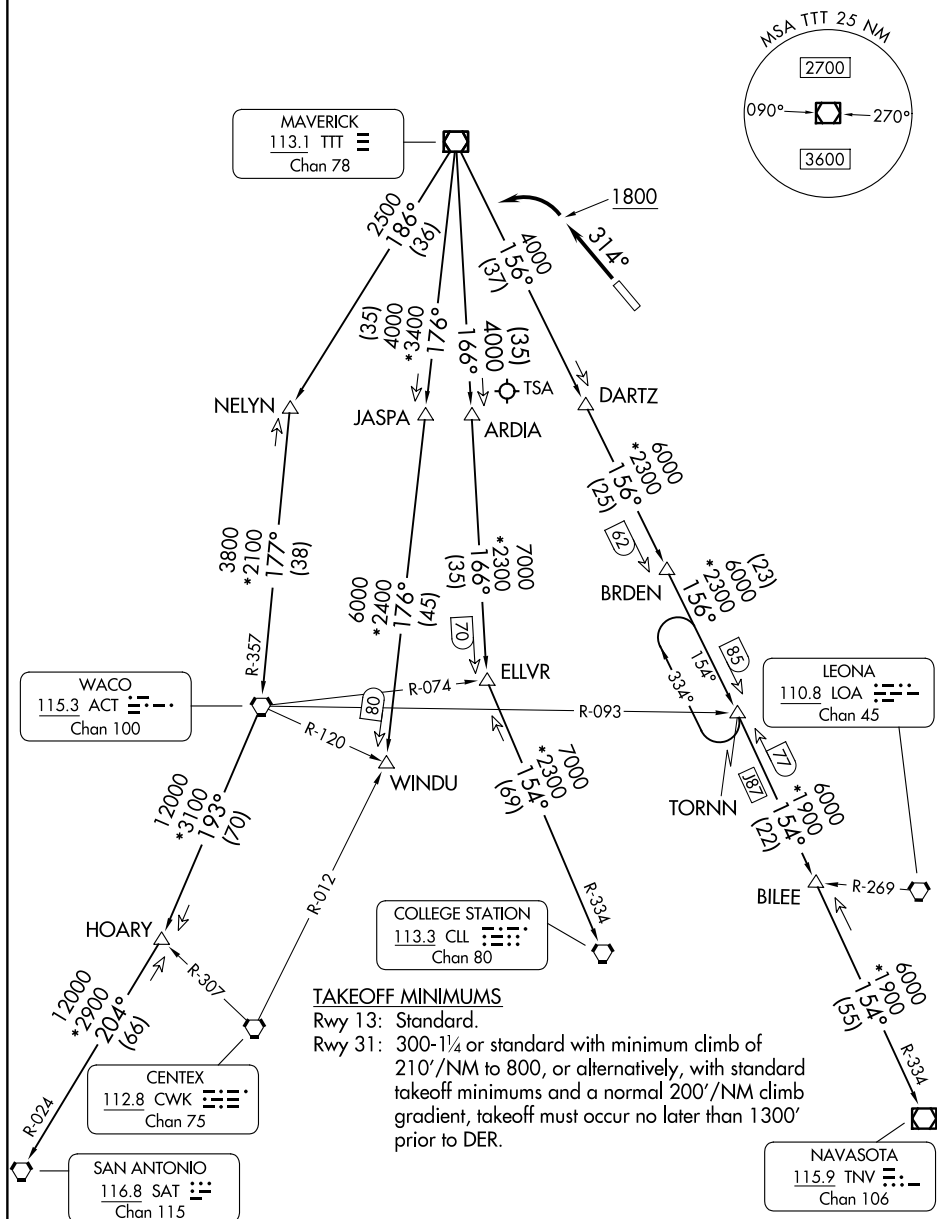 MSA TTT 25 NM
2700
090°
270°
3600
MAVERICK
113.1 TTT
Chan 78
1800
314°
2500
186°
(36)
(35)
4000
*3400
176°
(35)
4000
166°
4000
156°
(37)
TSA
NELYN
JASPA
ARDIA
DARTZ
6000
*2300
156°
(25)
62
BRDEN
3800
*2100
177°
(38)
6000
*2400
176°
(45)
7000
*2300
166°
(35)
(23)
6000
*2300
156°
70
85
154°
334°
R-357
WACO
115.3 ACT
Chan 100
R-074
ELLVR
80
R-093
LEONA
110.8 LOA
Chan 45
R-120
WINDU
77
TORNN
J87
12000
*3100
193°
(70)
7000
*2300
154°
(69)
6000
*1900
154°
(22)
R-012
R-334
BILEE
R-269
HOARY
COLLEGE STATION
113.3 CLL
Chan 80
R-307
12000
*2900
204°
(66)
6000
*1900
154°
(55)
R-334
CENTEX
112.8 CWK
Chan 75
TAKEOFF MINIMUMS
Rwy 13: Standard.
Rwy 31: 300-1¼ or standard with minimum climb of
210'/NM to 800, or alternatively, with standard
takeoff minimums and a normal 200'/NM climb
gradient, takeoff must occur no later than 1300'
prior to DER.
R-024
SAN ANTONIO
116.8 SAT
Chan 115
NAVASOTA
115.9 TNV
Chan 106